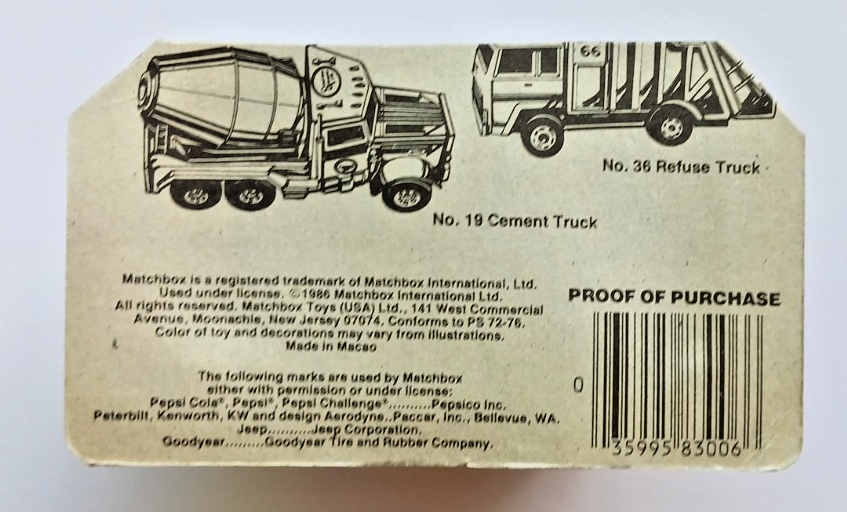 66
No. 36 Refuse Truck
No. 19 Cement Truck
Matchbox is a registered trademark of Matchbox International, Ltd.
Used under license. ©1986 Matchbox International Ltd.
All rights reserved. Matchbox Toys (USA) Ltd., 141 West Commercial
Avenue, Moonachie, New Jersey 07074. Conforms to PS 72-76.
Color of toy and decorations may vary from illustrations.
Made in Macao
The following marks are used by Matchbox
either with permission or under license:
Pepsi Cola®, Pepsi®, Pepsi Challenge®..........Pepsico Inc.
Peterbilt, Kenworth, KW and design Aerodyne..Paccar, Inc., Bellevue, WA.
Jeep..........Jeep Corporation.
Goodyear.........Goodyear Tire and Rubber Company.
PROOF OF PURCHASE
0 35995 83006